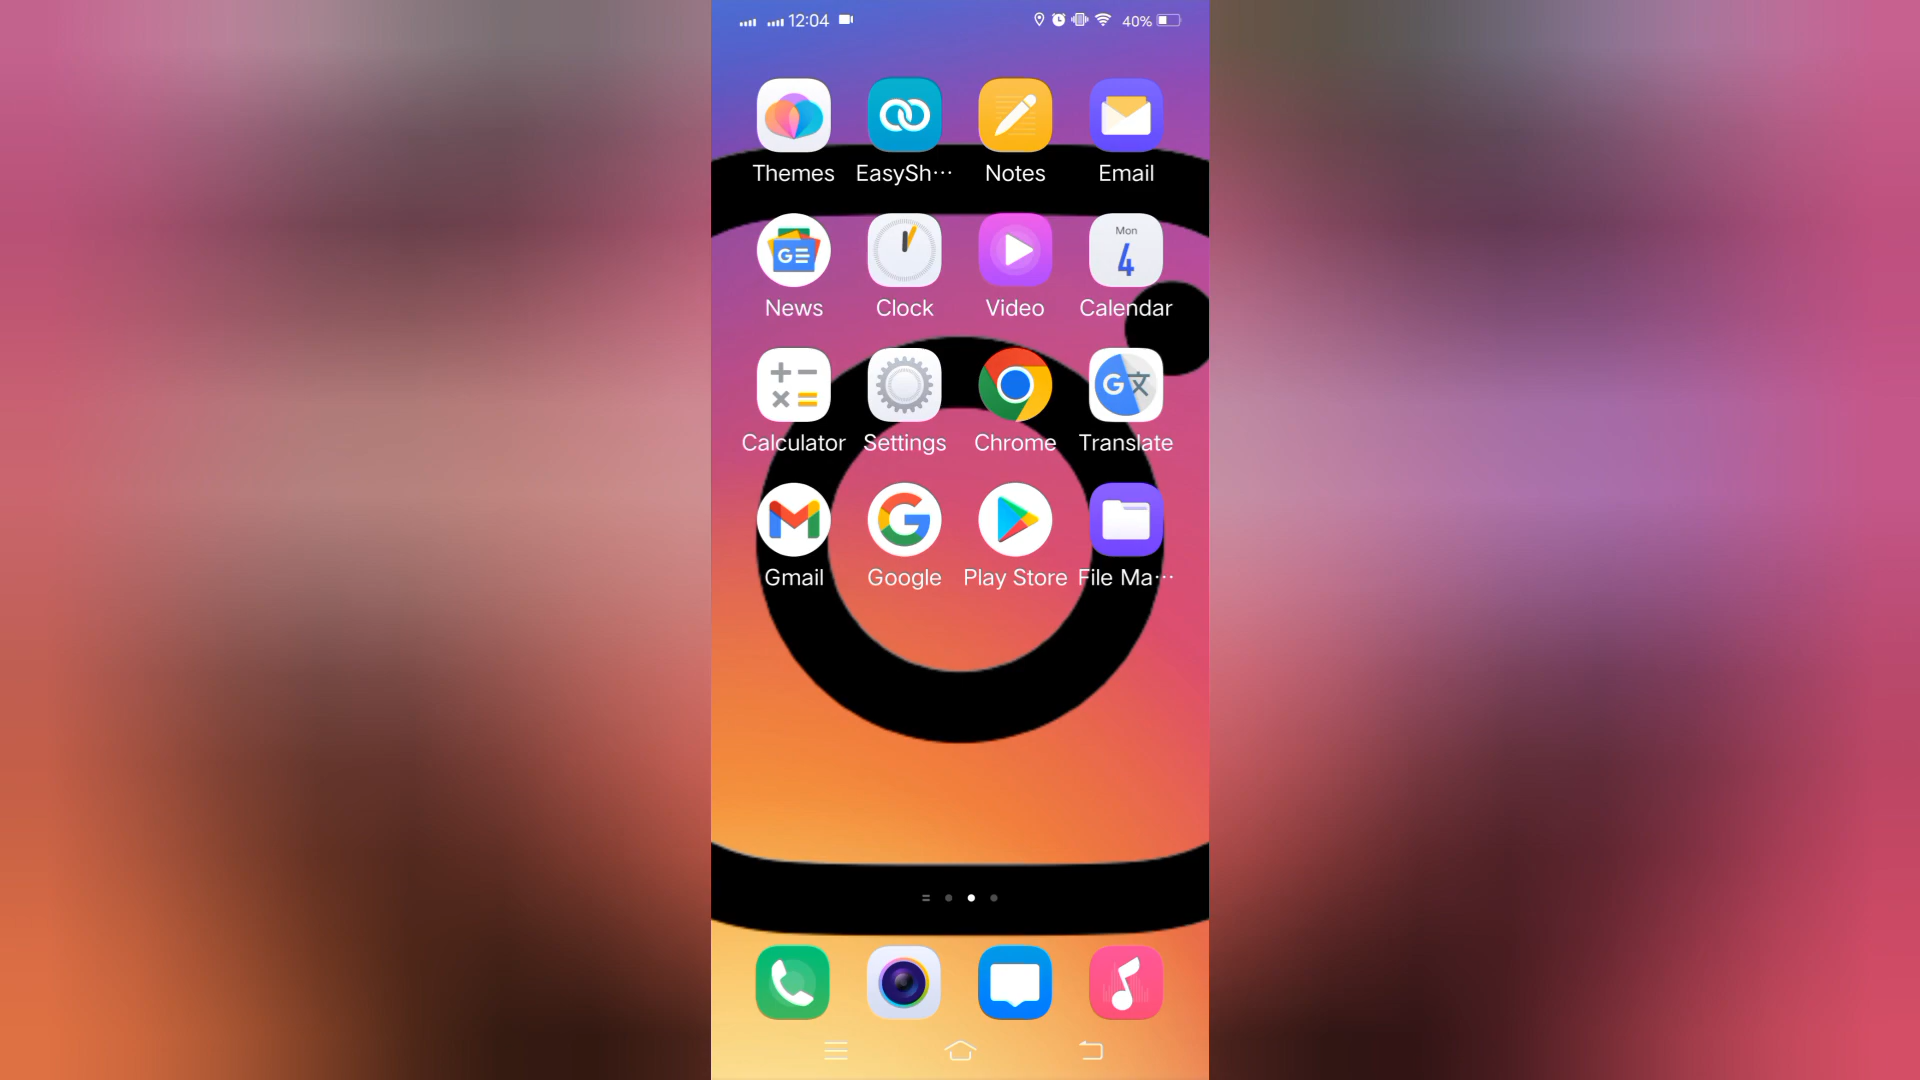 12:04 40%
Themes EasySh··· Notes Email
Mon
4
News Clock Video Calendar
Calculator Settings Chrome Translate
Gmail Google Play Store File Ma···